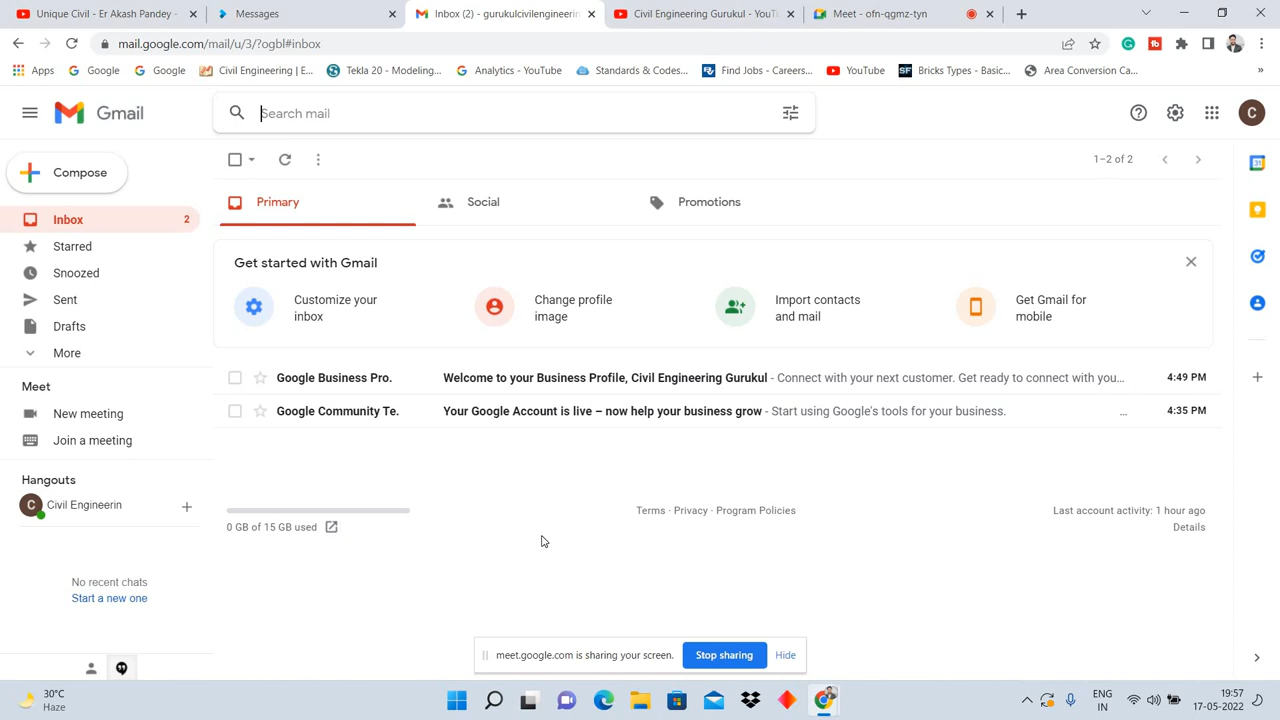 Unique Civil - Er Akash Pandey -
Messages
Inbox (2) - gurukulcivilengineerin
Civil Engineering Gurukul - YouTu
Meet - ofn-qgmz-tyn
mail.google.com/mail/u/3/?ogbl#inbox
Apps
Google
Google
Civil Engineering | E...
Tekla 20 - Modeling...
Analytics - YouTube
Standards & Codes...
Find Jobs - Careers...
YouTube
Bricks Types - Basic...
Area Conversion Ca...
Gmail
Search mail
C
Compose
1–2 of 2
31
Primary
Social
Promotions
Inbox 2
Starred
Snoozed
Sent
Drafts
More
Get started with Gmail
Customize your
inbox
Change profile
image
Import contacts
and mail
Get Gmail for
mobile
Google Business Pro. Welcome to your Business Profile, Civil Engineering Gurukul - Connect with your next customer. Get ready to connect with you... 4:49 PM
Google Community Te. Your Google Account is live – now help your business grow - Start using Google's tools for your business. ... 4:35 PM
Meet
New meeting
Join a meeting
Hangouts
C Civil Engineerin
No recent chats
Start a new one
0 GB of 15 GB used
Terms · Privacy · Program Policies
Last account activity: 1 hour ago
Details
meet.google.com is sharing your screen.
Stop sharing
Hide
30°C
Haze
ENG
IN
19:57
17-05-2022